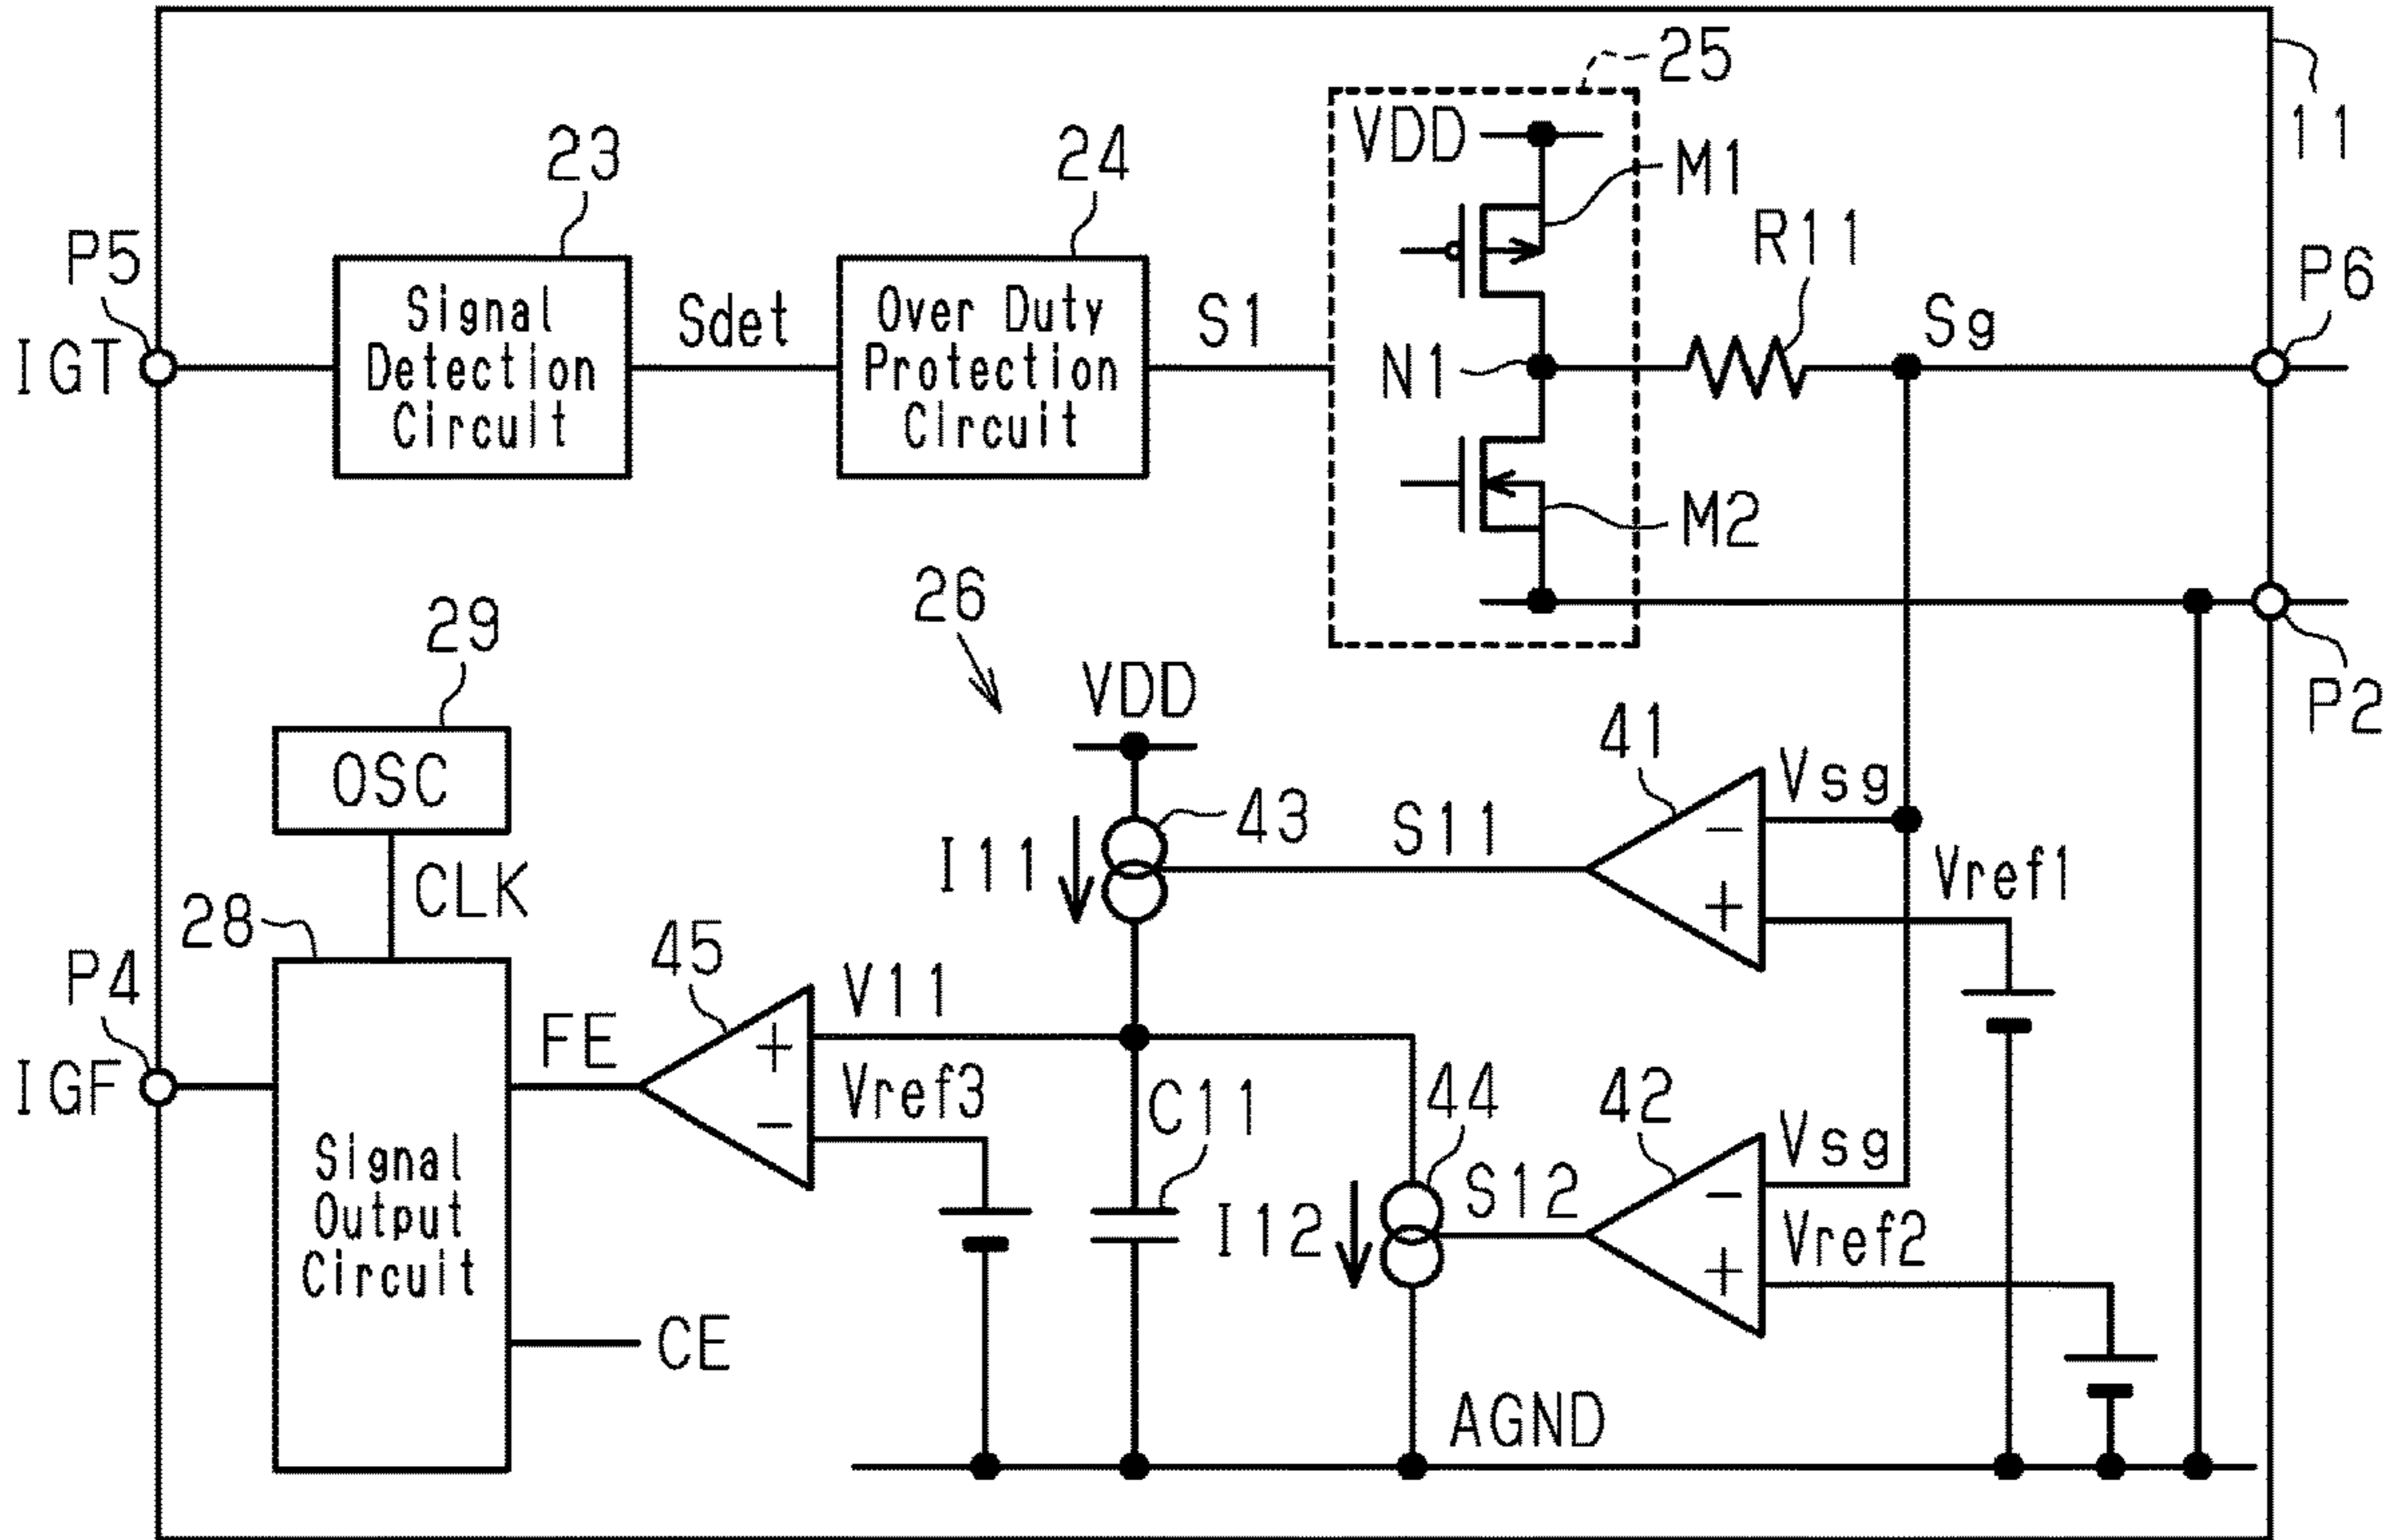 25
VDD
M1
11
23
24
P5
R11
P6
Signal
Detection
Circuit
Sdet
Over Duty
Protection
Circuit
S1
Sg
IGT
N1
M2
26
29
VDD
P2
OSC
41
Vsg
43
S11
I11
CLK
Vref1
28
45
P4
V11
FE
Vref3
44
42
C11
Vsg
IGF
S12
I12
Vref2
Signal
Output
Circuit
CE
AGND
-
+
+
-
-
+